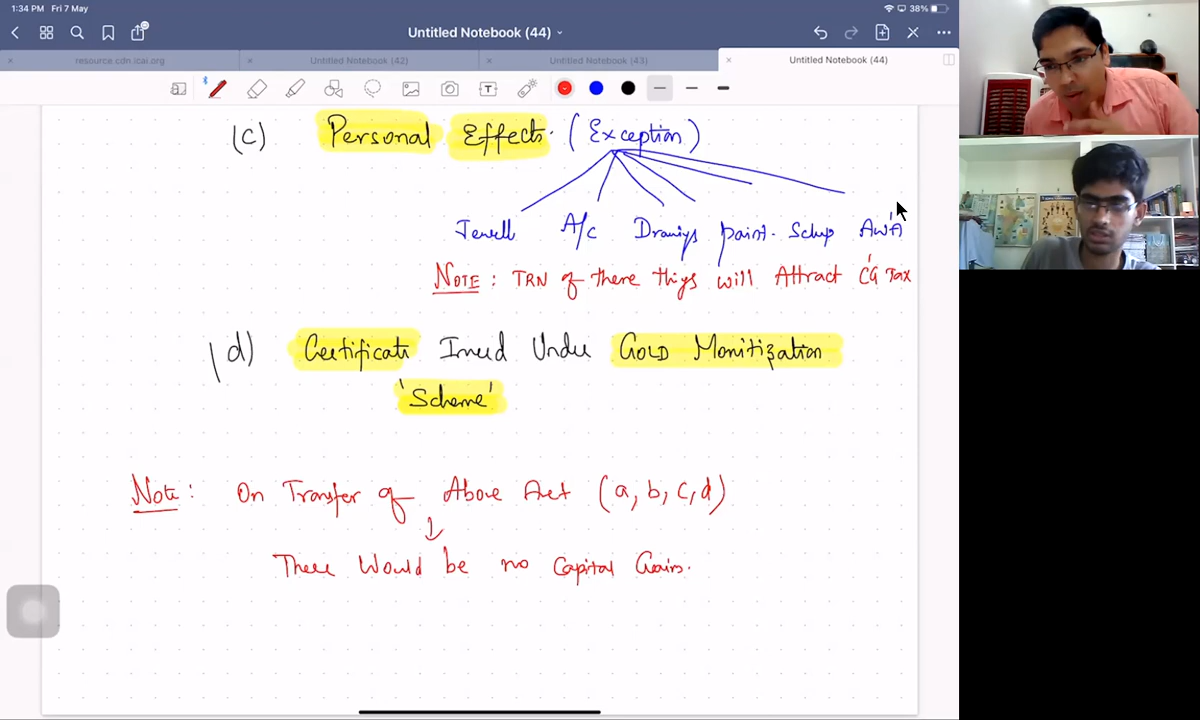 1:34 PM Fri 7 May
38%
Untitled Notebook (44)
resource.cdn.icai.org
Untitled Notebook (42)
Untitled Notebook (43)
Untitled Notebook (44)
(c) Personal Effects. (Exception)
Jewell A/c Drawings paint. Sculp AWA
NOTE: TRN of there things will Attract CG Tax
(d) Certificate Issued Under GOLD Monitization
'Scheme'
Note: On Transfer of Above Act (a, b, c, d)
There Would be no Capital Gains.